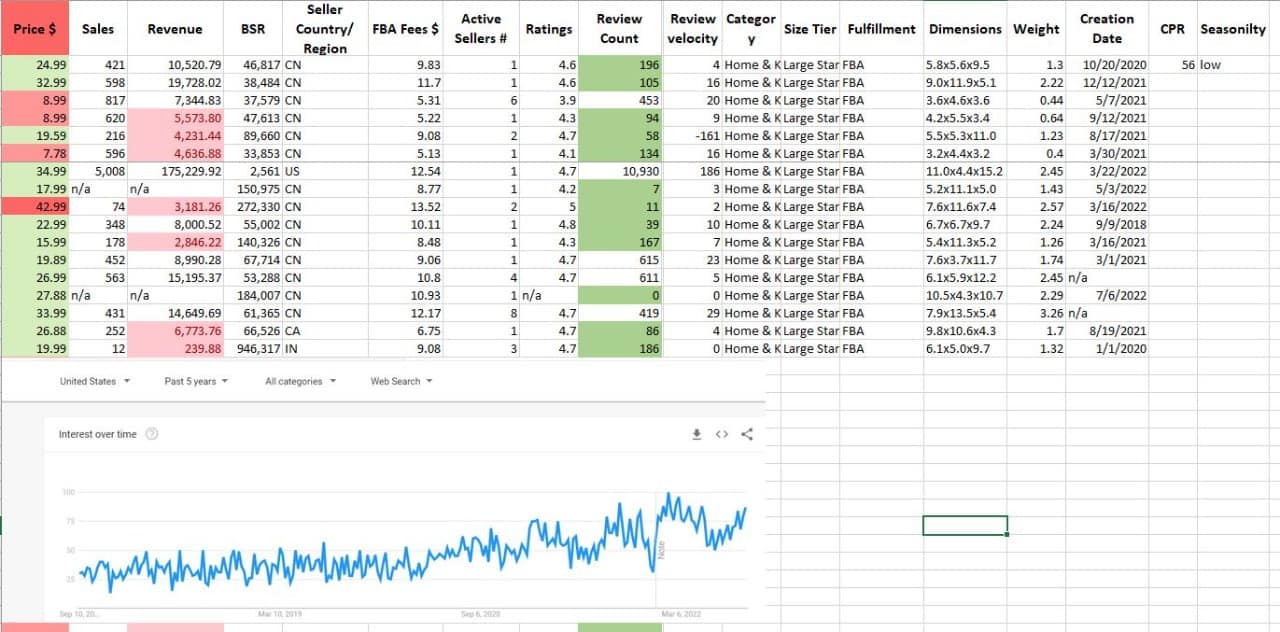 Price $ Sales Revenue BSR Seller Country/ Region FBA Fees $ Active Sellers # Ratings Review Count Review velocity Categor y Size Tier Fulfillment Dimensions Weight Creation Date CPR Seasonilty
24.99 421 10,520.79 46,817 CN 9.83 1 4.6 196 4 Home & K Large Star FBA 5.8x5.6x9.5 1.3 10/20/2020 56 low
32.99 598 19,728.02 38,484 CN 11.7 1 4.6 105 16 Home & K Large Star FBA 9.0x11.9x5.1 2.22 12/12/2021
8.99 817 7,344.83 37,579 CN 5.31 6 3.9 453 20 Home & K Large Star FBA 3.6x4.6x3.6 0.44 5/7/2021
8.99 620 5,573.80 47,613 CN 5.22 1 4.3 94 9 Home & K Large Star FBA 4.2x5.5x3.4 0.64 9/12/2021
19.59 216 4,231.44 89,660 CN 9.08 2 4.7 58 -161 Home & K Large Star FBA 5.5x5.3x11.0 1.23 8/17/2021
7.78 596 4,636.88 33,853 CN 5.13 1 4.1 134 16 Home & K Large Star FBA 3.2x4.4x3.2 0.4 3/30/2021
34.99 5,008 175,229.92 2,561 US 12.54 1 4.7 10,930 186 Home & K Large Star FBA 11.0x4.4x15.2 2.45 3/22/2022
17.99 n/a n/a 150,975 CN 8.77 1 4.2 7 3 Home & K Large Star FBA 5.2x11.1x5.0 1.43 5/3/2022
42.99 74 3,181.26 272,330 CN 13.52 2 5 11 2 Home & K Large Star FBA 7.6x11.6x7.4 2.57 3/16/2022
22.99 348 8,000.52 55,002 CN 10.11 1 4.8 39 10 Home & K Large Star FBA 6.7x6.7x9.7 2.24 9/9/2018
15.99 178 2,846.22 140,326 CN 8.48 1 4.3 167 7 Home & K Large Star FBA 5.4x11.3x5.2 1.26 3/16/2021
19.89 452 8,990.28 67,714 CN 9.06 1 4.7 615 23 Home & K Large Star FBA 7.6x3.7x11.7 1.74 3/1/2021
26.99 563 15,195.37 53,288 CN 10.8 4 4.7 611 5 Home & K Large Star FBA 6.1x5.9x12.2 2.45 n/a
27.88 n/a n/a 184,007 CN 10.93 1 n/a 0 0 Home & K Large Star FBA 10.5x4.3x10.7 2.29 7/6/2022
33.99 431 14,649.69 61,365 CN 12.17 8 4.7 419 29 Home & K Large Star FBA 7.9x13.5x5.4 3.26 n/a
26.88 252 6,773.76 66,526 CA 6.75 1 4.7 86 4 Home & K Large Star FBA 9.8x10.6x4.3 1.7 8/19/2021
19.99 12 239.88 946,317 IN 9.08 3 4.7 186 0 Home & K Large Star FBA 6.1x5.0x9.7 1.32 1/1/2020
United States Past 5 years All categories Web Search
Interest over time
100
75
50
25
Note
Sep 10, 20... Mar 10, 2019 Sep 6, 2020 Mar 6, 2022